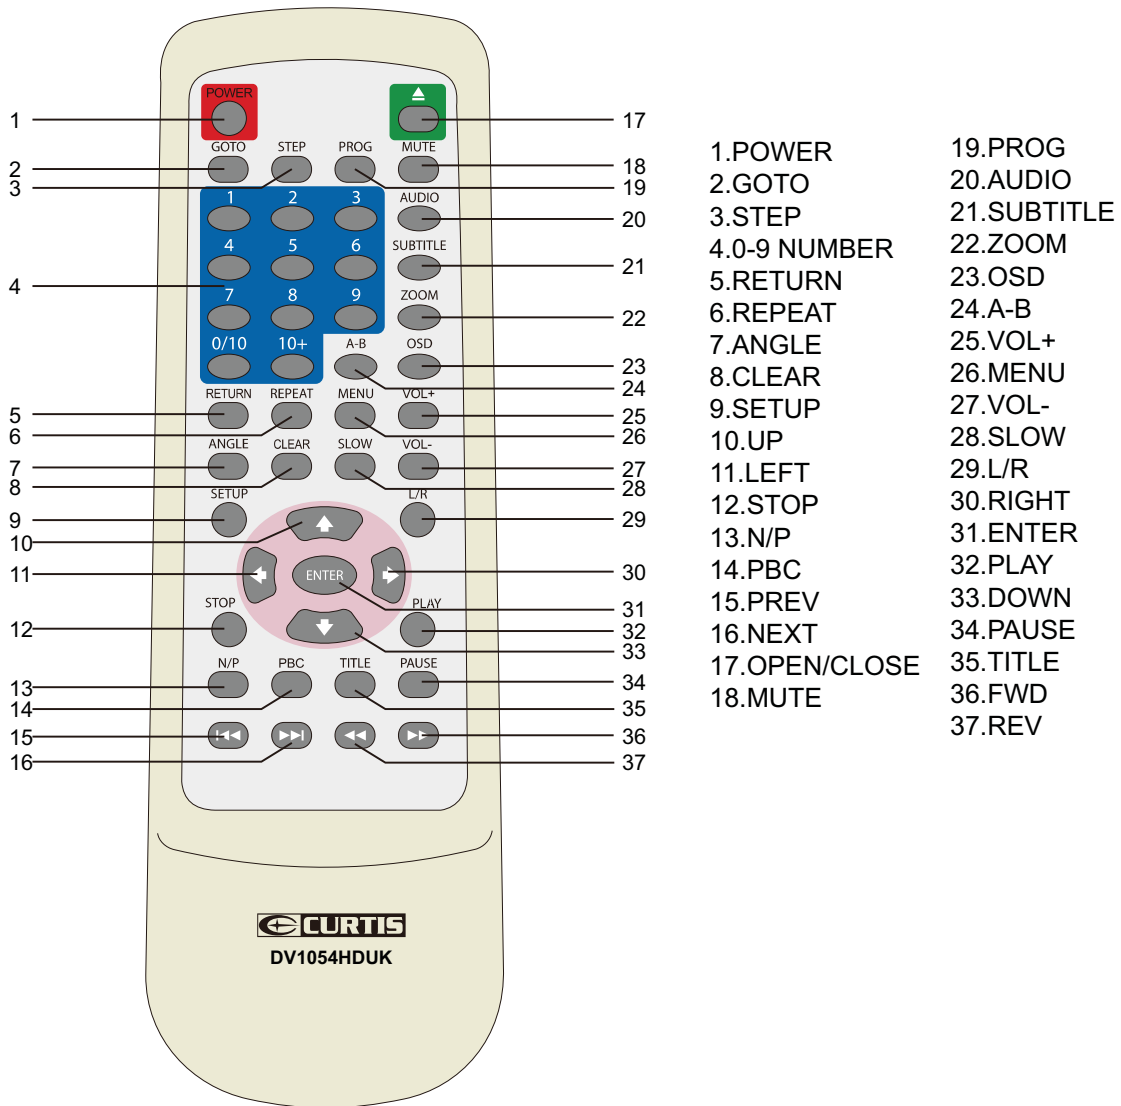 POWER
1
17
GOTO STEP PROG MUTE
2
18
3
19
1 2 3 AUDIO
20
4 5 6 SUBTITLE
21
4
7 8 9 ZOOM
22
0/10 10+ A-B OSD
23
24
RETURN REPEAT MENU VOL+
5
25
6
26
ANGLE CLEAR SLOW VOL-
7
27
8
28
SETUP L/R
9
29
10
11
ENTER
30
STOP PLAY
31
12
32
33
N/P PBC TITLE PAUSE
13
34
14
35
15
36
16
37
CURTIS
DV1054HDUK
1.POWER
2.GOTO
3.STEP
4.0-9 NUMBER
5.RETURN
6.REPEAT
7.ANGLE
8.CLEAR
9.SETUP
10.UP
11.LEFT
12.STOP
13.N/P
14.PBC
15.PREV
16.NEXT
17.OPEN/CLOSE
18.MUTE
19.PROG
20.AUDIO
21.SUBTITLE
22.ZOOM
23.OSD
24.A-B
25.VOL+
26.MENU
27.VOL-
28.SLOW
29.L/R
30.RIGHT
31.ENTER
32.PLAY
33.DOWN
34.PAUSE
35.TITLE
36.FWD
37.REV